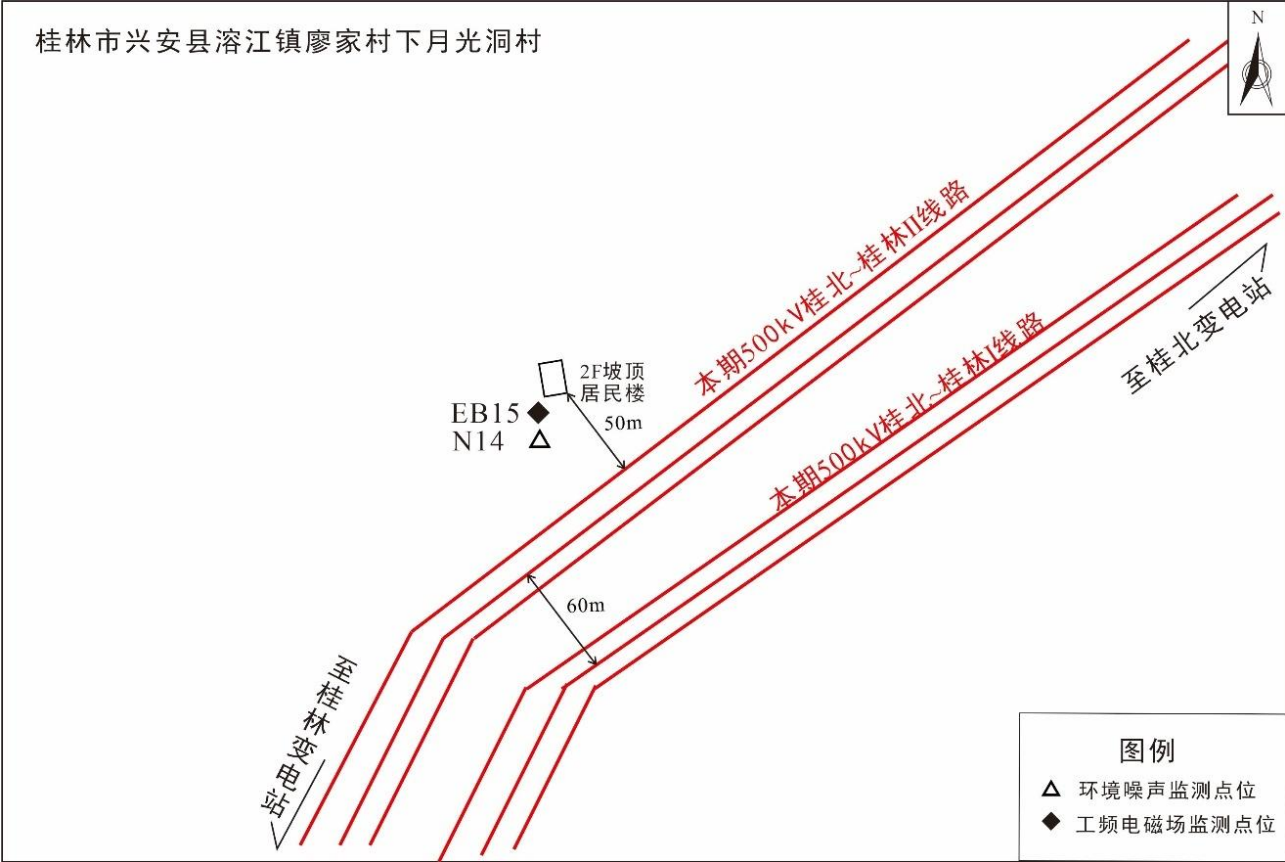 桂林市兴安县溶江镇廖家村下月光洞村
N
本期500kV桂北~桂林II线路
本期500kV桂北~桂林I线路
至桂北变电站
2F坡顶
居民楼
EB15
N14
50m
60m
至桂林变电站
图例
环境噪声监测点位
工频电磁场监测点位